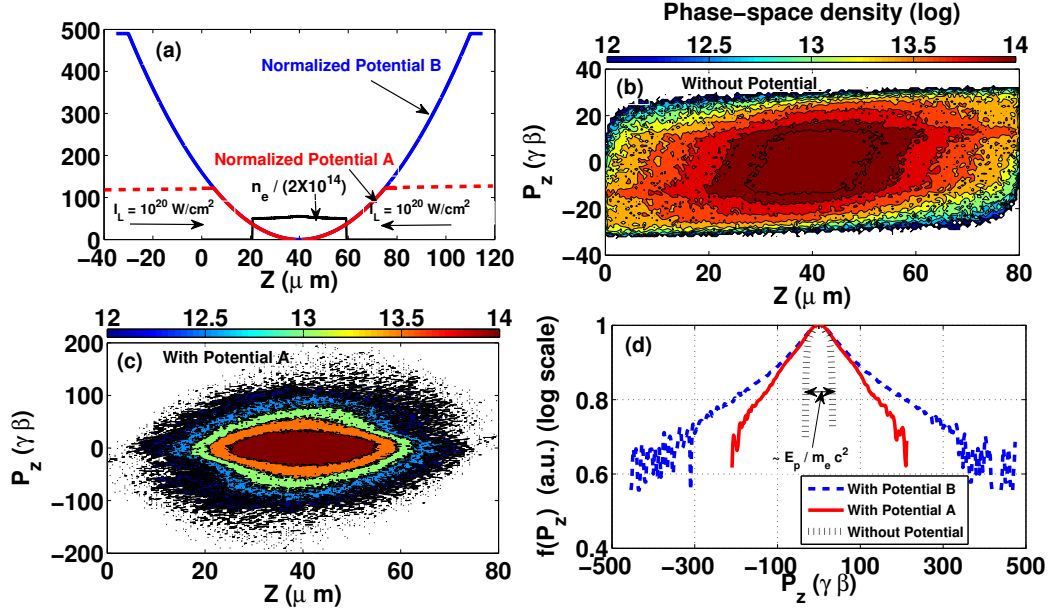 (a)
Normalized Potential B
Normalized Potential A
n_e / (2X10^14)
I_L = 10^20 W/cm^2
I_L = 10^20 W/cm^2
500
400
300
200
100
0
−40 −20 0 20 40 60 80 100 120
Z (μ m)
Phase−space density (log)
12 12.5 13 13.5 14
(b)
Without Potential
P_z (γ β)
40
20
0
−20
−40
0 20 40 60 80
Z (μ m)
12 12.5 13 13.5 14
(c)
With Potential A
P_z (γ β)
200
100
0
−100
−200
0 20 40 60 80
Z (μ m)
(d)
f(P_z) (a.u.) (log scale)
1
0.8
0.6
0.4
~ E_p / m_e c^2
With Potential B
With Potential A
Without Potential
−500 −300 −100 100 300 500
P_z (γ β)